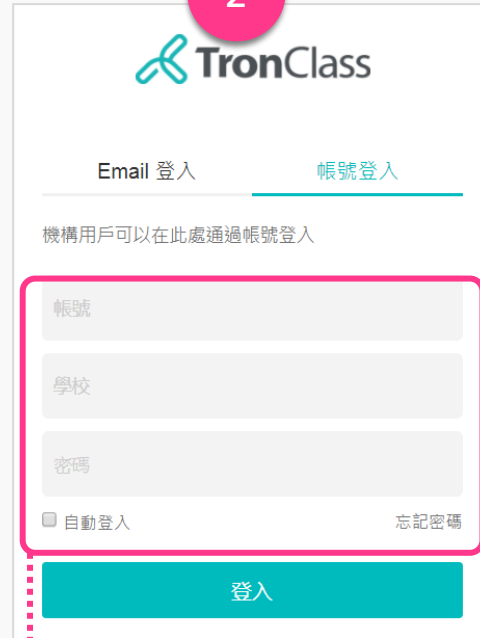 2
TronClass
Email 登入 帳號登入
機構用戶可以在此處通過帳號登入
帳號
學校
密碼
自動登入 忘記密碼
登入